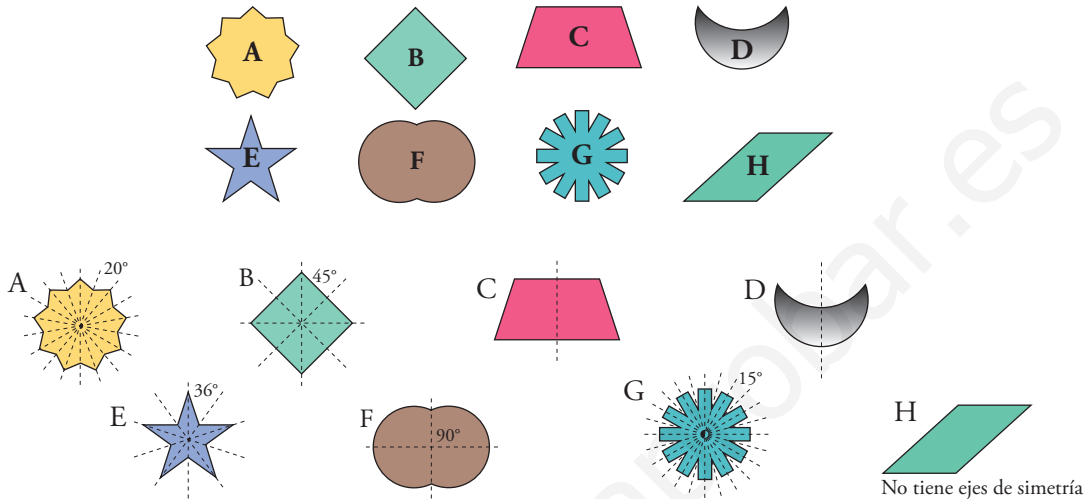 A B C D
E F G H
A 20° B 45° C D
E 36° F 90° G 15° H
No tiene ejes de simetría